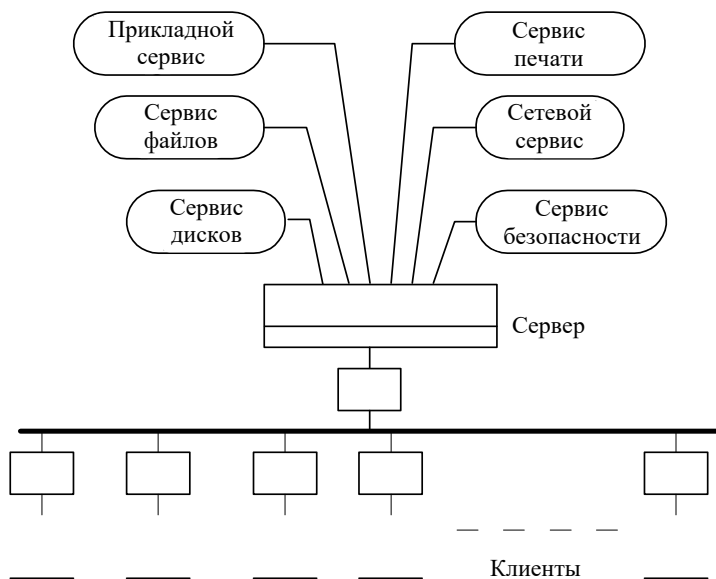 Прикладной
сервис
Сервис
печати
Сервис
файлов
Сетевой
сервис
Сервис
дисков
Сервис
безопасности
Сервер
Клиенты